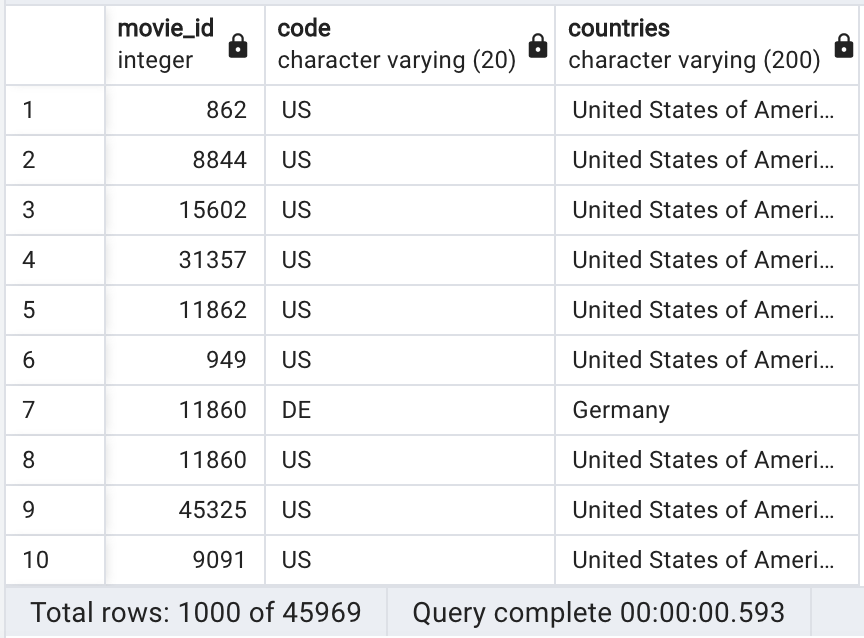 movie_id code countries
integer character varying (20) character varying (200)
1 862 US United States of Ameri…
2 8844 US United States of Ameri…
3 15602 US United States of Ameri…
4 31357 US United States of Ameri…
5 11862 US United States of Ameri…
6 949 US United States of Ameri…
7 11860 DE Germany
8 11860 US United States of Ameri…
9 45325 US United States of Ameri…
10 9091 US United States of Ameri…
Total rows: 1000 of 45969 Query complete 00:00:00.593